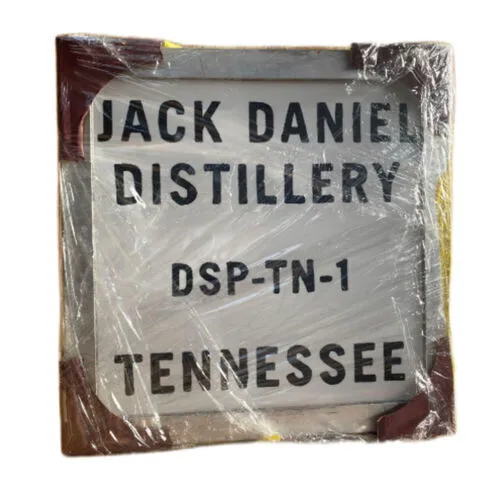 JACK DANIEL
DISTILLERY
DSP-TN-1
TENNESSEE